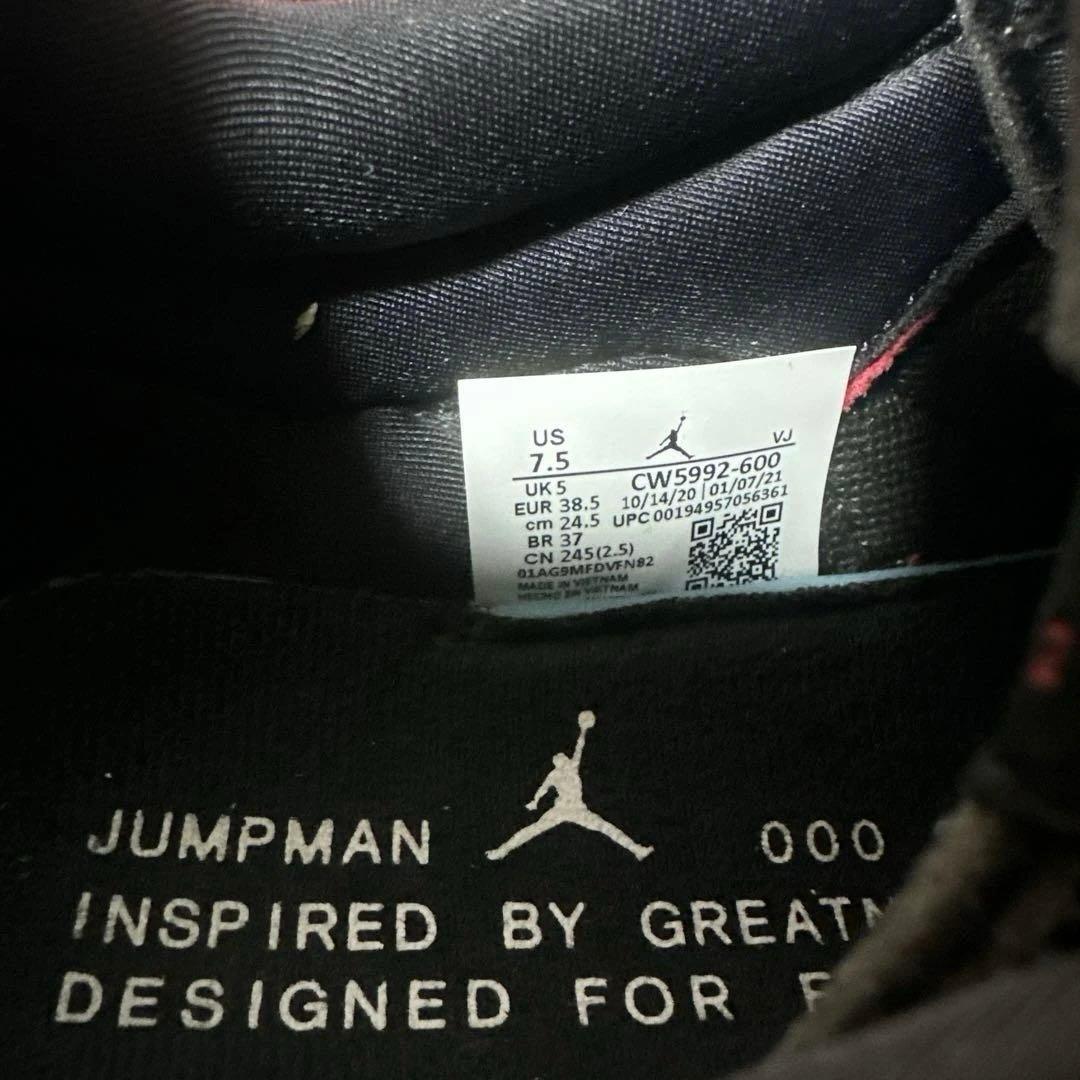 US
7.5
VJ
UK 5
EUR 38.5
cm 24.5
BR 37
CN 245(2.5)
CW5992-600
10/14/20 | 01/07/21
UPC 00194957056361
01AG9MFDVFN82
MADE IN VIETNAM
HECHO EN VIETNAM
JUMPMAN 000
INSPIRED BY GREATN
DESIGNED FOR F